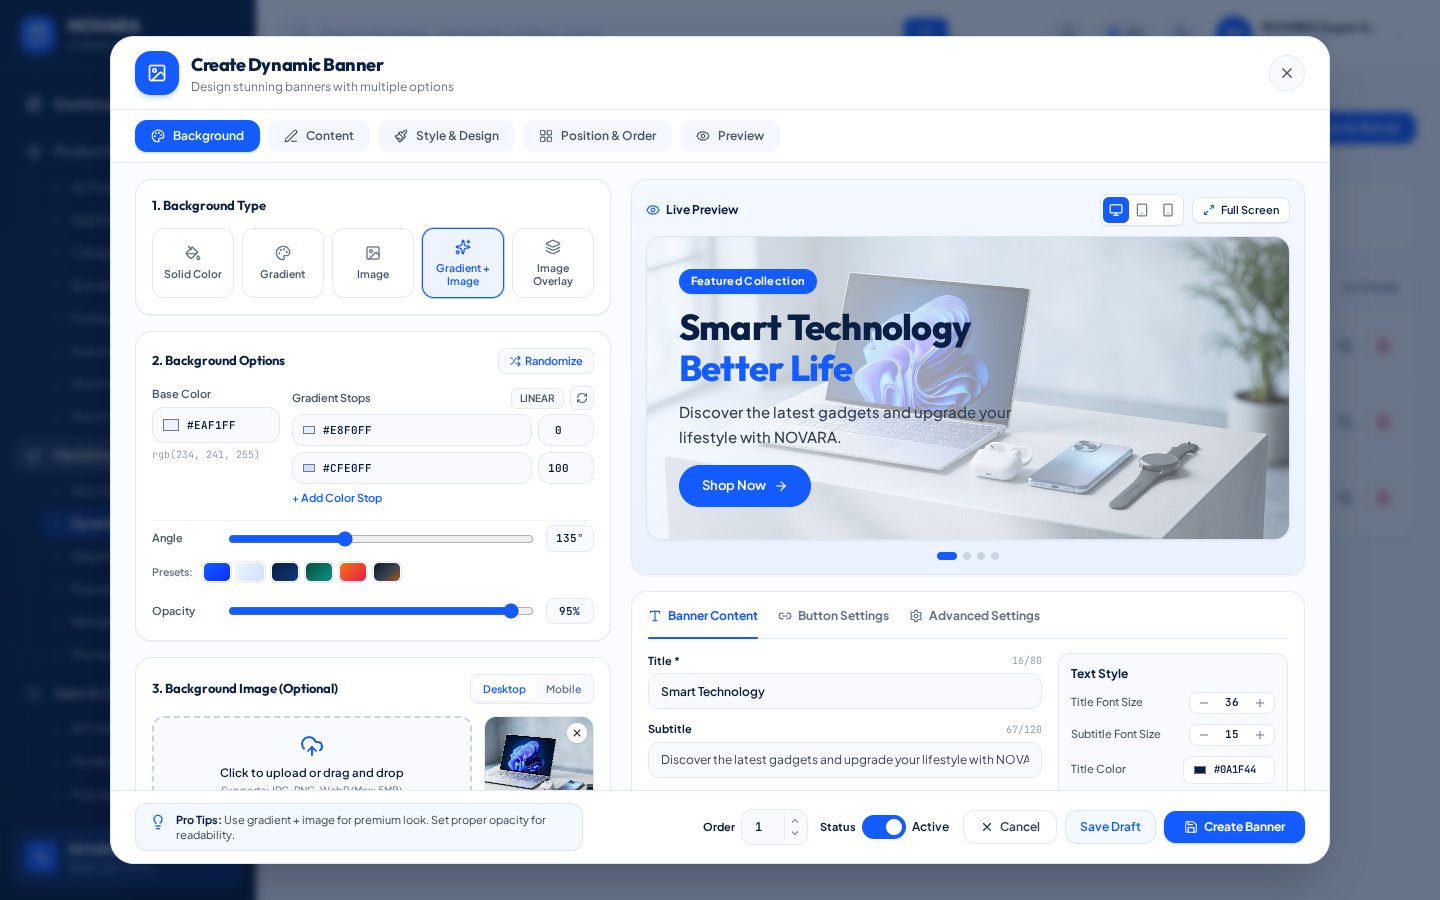 Create Dynamic Banner
Design stunning banners with multiple options
Background
Content
Style & Design
Position & Order
Preview
1. Background Type
Solid Color
Gradient
Image
Gradient +
Image
Image
Overlay
2. Background Options
Randomize
Base Color
#EAF1FF
rgb(234, 241, 255)
Gradient Stops
LINEAR
#E8F0FF
0
#CFE0FF
100
+ Add Color Stop
Angle
135°
Presets:
Opacity
95%
3. Background Image (Optional)
Desktop
Mobile
Click to upload or drag and drop
Supports: JPG, PNG, WebP (Max: 5MB)
Live Preview
Full Screen
Featured Collection
Smart Technology
Better Life
Discover the latest gadgets and upgrade your
lifestyle with NOVARA.
Shop Now
Banner Content
Button Settings
Advanced Settings
Title *
16/80
Smart Technology
Subtitle
67/120
Discover the latest gadgets and upgrade your lifestyle with NOVA
Text Style
Title Font Size
36
Subtitle Font Size
15
Title Color
#0A1F44
Pro Tips: Use gradient + image for premium look. Set proper opacity for
readability.
Order
1
Status
Active
Cancel
Save Draft
Create Banner